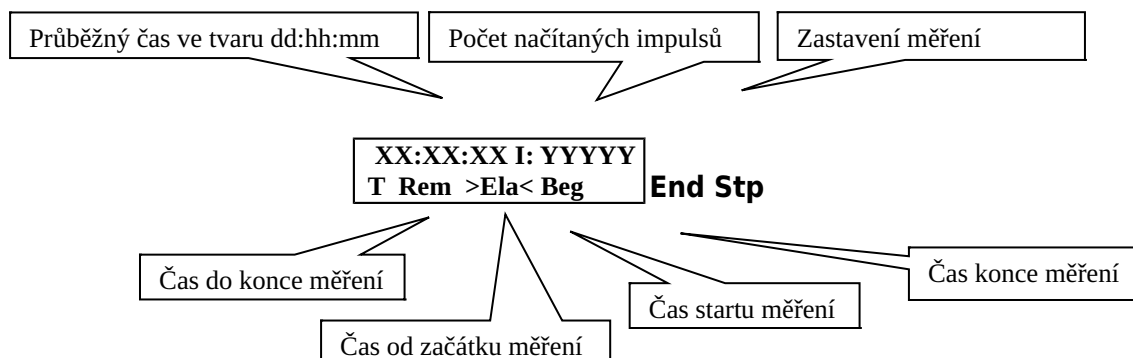 Průběžný čas ve tvaru dd:hh:mm
Počet načítaných impulsů
Zastavení měření
XX:XX:XX I: YYYYY
T Rem >Ela< Beg End Stp
Čas do konce měření
Čas konce měření
Čas startu měření
Čas od začátku měření